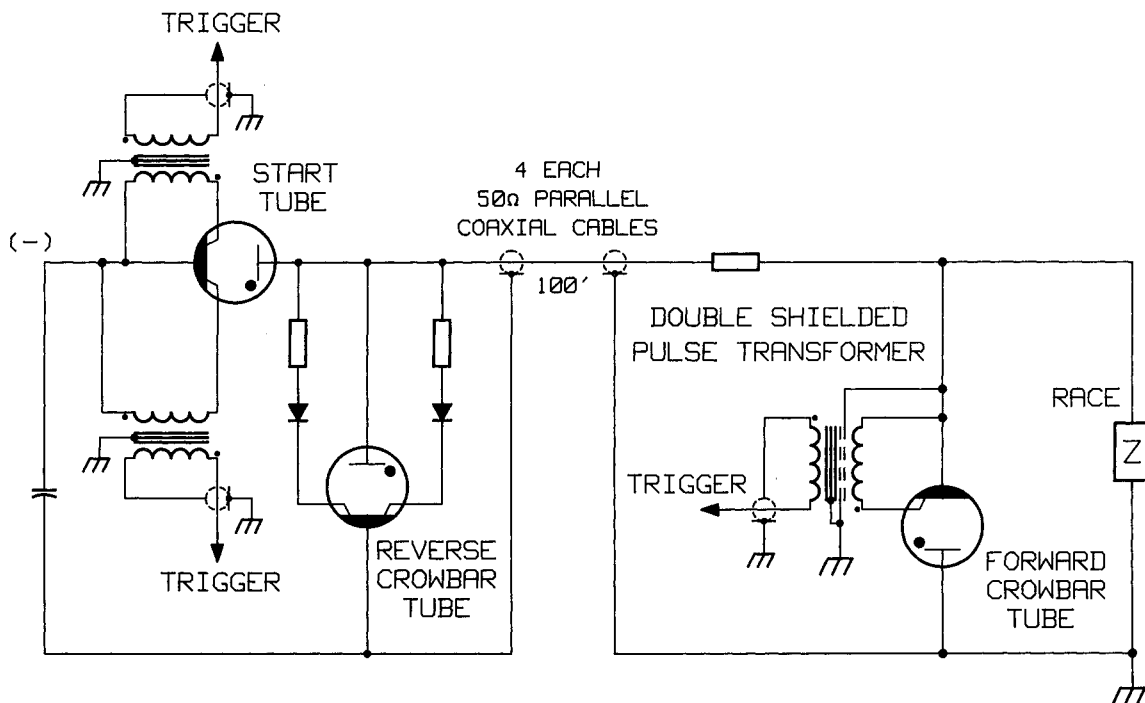 TRIGGER
START
TUBE
4 EACH
50Ω PARALLEL
COAXIAL CABLES
(-)
100'
DOUBLE SHIELDED
PULSE TRANSFORMER
RACE
Z
TRIGGER
REVERSE
CROWBAR
TUBE
FORWARD
CROWBAR
TUBE
TRIGGER